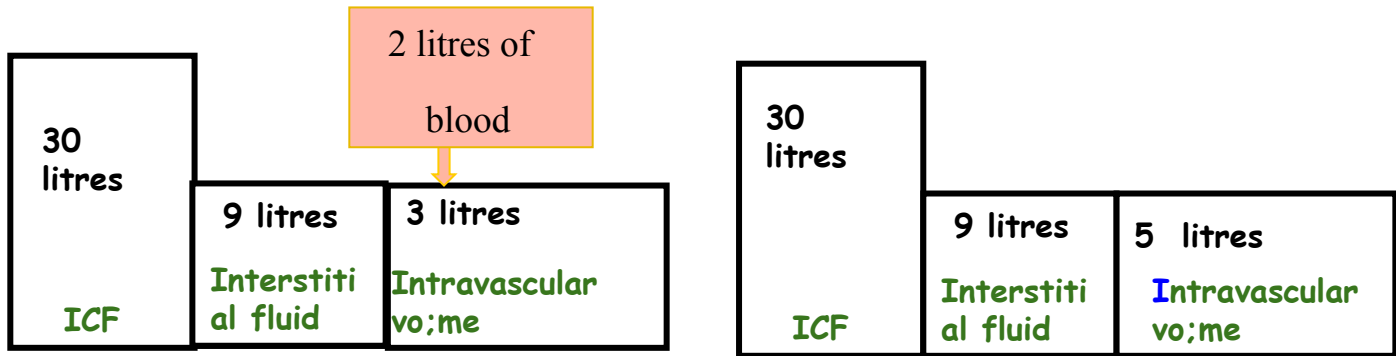 2 litres of
blood
30
litres
9 litres
3 litres
Interstiti
al fluid
Intravascular
vo;me
ICF
30
litres
9 litres
5 litres
Interstiti
al fluid
Intravascular
vo;me
ICF